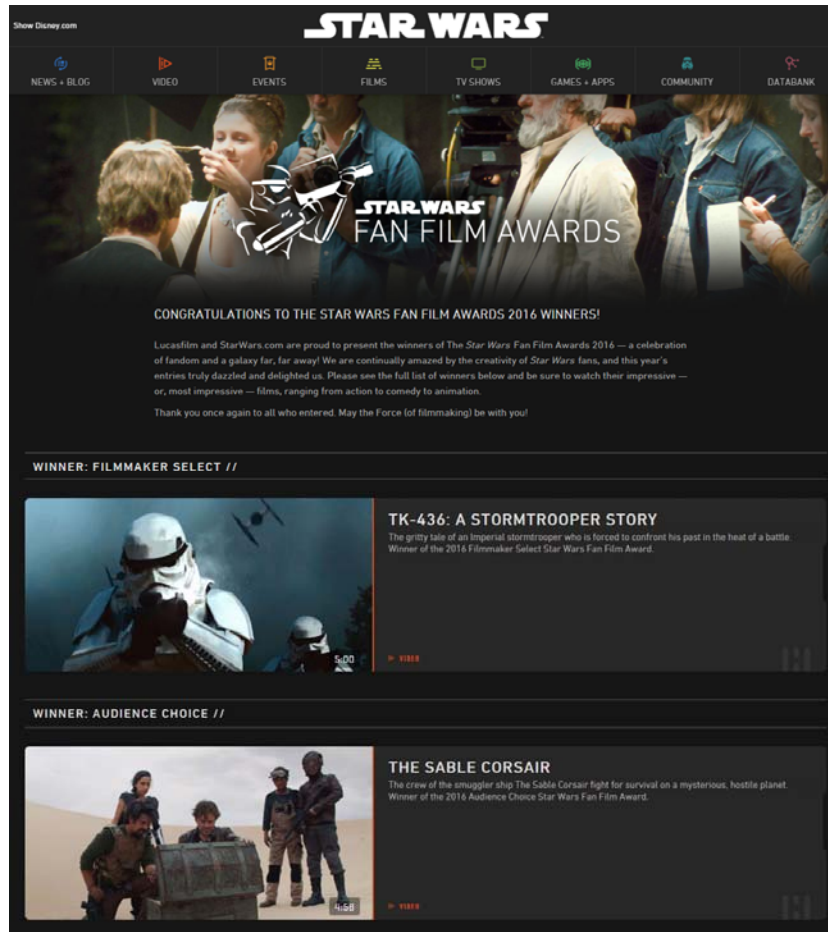 Show Disney.com
STAR WARS
NEWS + BLOG
VIDEO
EVENTS
FILMS
TV SHOWS
GAMES + APPS
COMMUNITY
DATABANK
STAR WARS
FAN FILM AWARDS
CONGRATULATIONS TO THE STAR WARS FAN FILM AWARDS 2016 WINNERS!
Lucasfilm and StarWars.com are proud to present the winners of The Star Wars Fan Film Awards 2016 — a celebration
of fandom and a galaxy far, far away! We are continually amazed by the creativity of Star Wars fans, and this year's
entries truly dazzled and delighted us. Please see the full list of winners below and be sure to watch their impressive —
or, most impressive — films, ranging from action to comedy to animation.
Thank you once again to all who entered. May the Force (of filmmaking) be with you!
WINNER: FILMMAKER SELECT //
TK-436: A STORMTROOPER STORY
The gritty tale of an Imperial stormtrooper who is forced to confront his past in the heat of a battle.
Winner of the 2016 Filmmaker Select Star Wars Fan Film Award.
5:00
VIDEO
WINNER: AUDIENCE CHOICE //
THE SABLE CORSAIR
The crew of the smuggler ship The Sable Corsair fight for survival on a mysterious, hostile planet.
Winner of the 2016 Audience Choice Star Wars Fan Film Award.
4:58
VIDEO